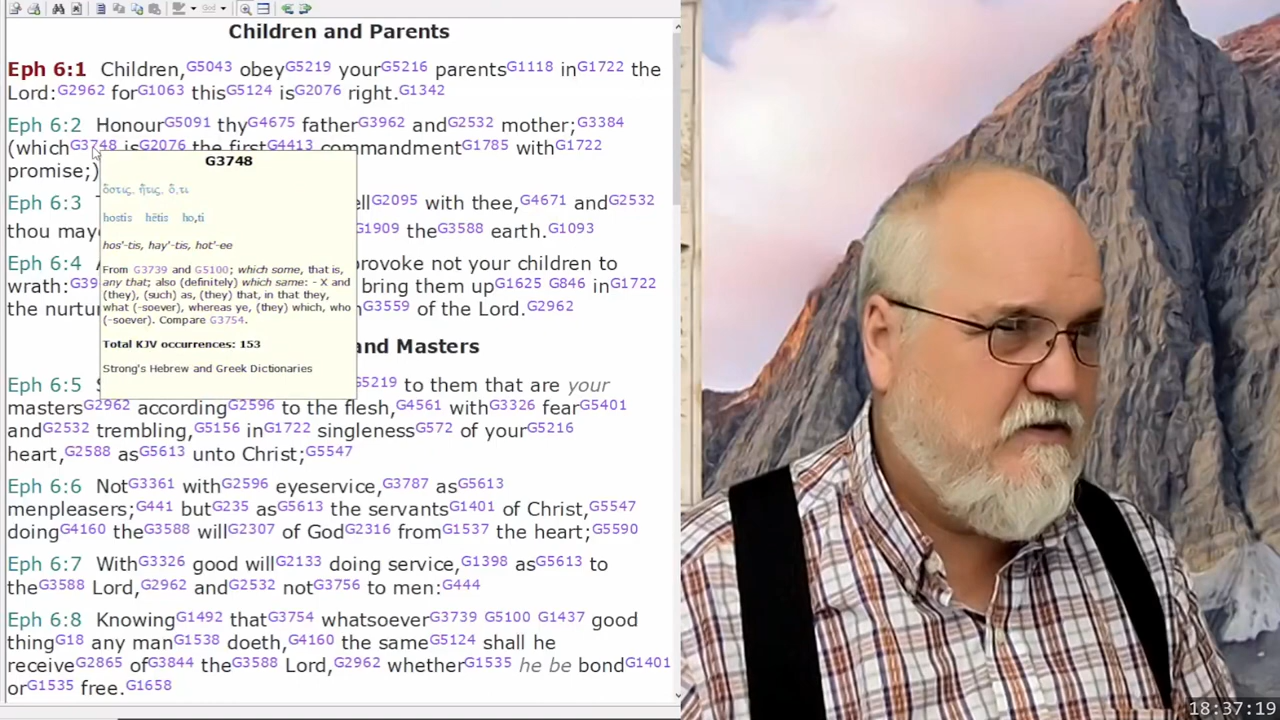 Children and Parents
Eph 6:1 Children,G5043 obeyG5219 yourG5216 parentsG1118 inG1722 the
Lord:G2962 forG1063 thisG5124 isG2076 right.G1342
Eph 6:2 HonourG5091 thyG4675 fatherG3962 andG2532 mother;G3384
(whichG3748 isG2076 the firstG4413 commandmentG1785 withG1722
promise;)
G3748
ὅστις, ἥτις, ὅ,τι
hostis hētis ho,ti
hos'-tis, hay'-tis, hot'-ee
From G3739 and G5100; which some, that is,
any that; also (definitely) which same: - X and
(they), (such) as, (they) that, in that they,
what (-soever), whereas ye, (they) which, who
(-soever). Compare G3754.
Total KJV occurrences: 153
Strong's Hebrew and Greek Dictionaries
Eph 6:3 G2095 with thee,G4671 andG2532
thou G1909 theG3588 earth.G1093
Eph 6:4 provoke not your children to
wrath: bring them upG1625 G846 inG1722
the G3559 of the Lord.G2962
and Masters
Eph 6:5 G5219 to them that are your
mastersG2962 accordingG2596 to the flesh,G4561 withG3326 fearG5401
andG2532 trembling,G5156 inG1722 singlenessG572 of yourG5216
heart,G2588 asG5613 unto Christ;G5547
Eph 6:6 NotG3361 withG2596 eyeservice,G3787 asG5613
menpleasers;G441 butG235 asG5613 the servantsG1401 of Christ,G5547
doingG4160 theG3588 willG2307 of GodG2316 fromG1537 the heart;G5590
Eph 6:7 WithG3326 good willG2133 doing service,G1398 asG5613 to
theG3588 Lord,G2962 andG2532 notG3756 to men:G444
Eph 6:8 KnowingG1492 thatG3754 whatsoeverG3739 G5100 G1437 good
thingG18 any manG1538 doeth,G4160 the sameG5124 shall he
receiveG2865 ofG3844 theG3588 Lord,G2962 whetherG1535 he be bondG1401
orG1535 free.G1658
18:37:19